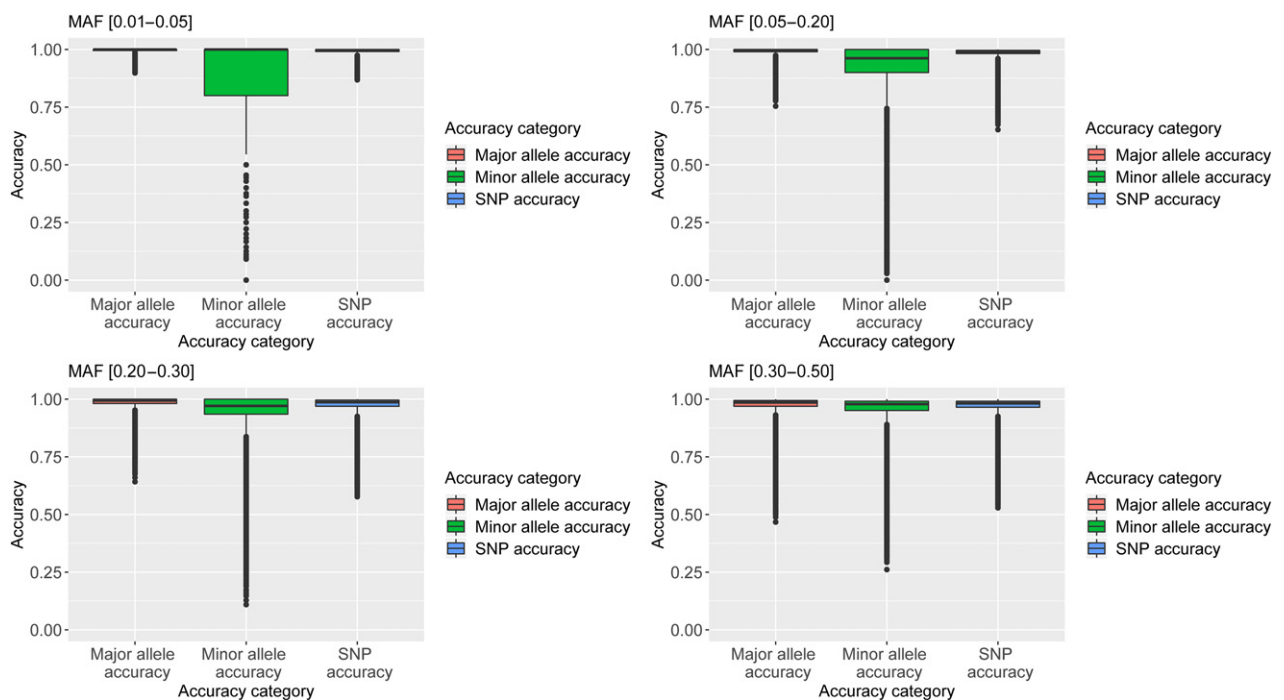 MAF [0.01−0.05]
1.00
0.75
0.50
0.25
0.00
Accuracy
Major allele
accuracy
Minor allele
accuracy
SNP
accuracy
Accuracy category
Accuracy category
Major allele accuracy
Minor allele accuracy
SNP accuracy
MAF [0.05−0.20]
1.00
0.75
0.50
0.25
0.00
Accuracy
Major allele
accuracy
Minor allele
accuracy
SNP
accuracy
Accuracy category
Accuracy category
Major allele accuracy
Minor allele accuracy
SNP accuracy
MAF [0.20−0.30]
1.00
0.75
0.50
0.25
0.00
Accuracy
Major allele
accuracy
Minor allele
accuracy
SNP
accuracy
Accuracy category
Accuracy category
Major allele accuracy
Minor allele accuracy
SNP accuracy
MAF [0.30−0.50]
1.00
0.75
0.50
0.25
0.00
Accuracy
Major allele
accuracy
Minor allele
accuracy
SNP
accuracy
Accuracy category
Accuracy category
Major allele accuracy
Minor allele accuracy
SNP accuracy